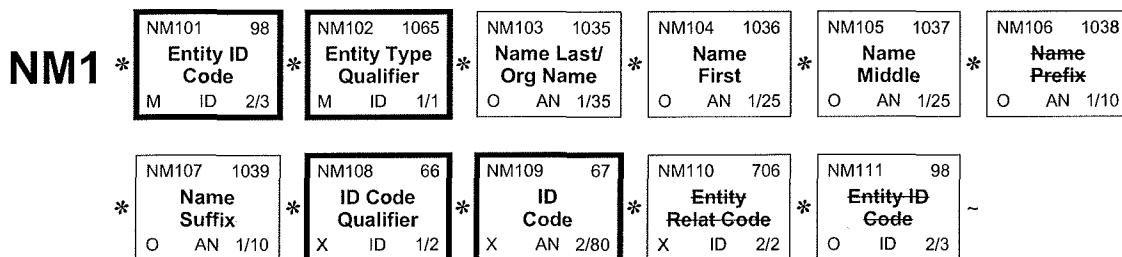 NM101 98 NM102 1065 NM103 1035 NM104 1036 NM105 1037 NM106 1038
NM1 * Entity ID * Entity Type * Name Last/ * Name * Name * Name
Code Qualifier Org Name First Middle Prefix
M ID 2/3 M ID 1/1 O AN 1/35 O AN 1/25 O AN 1/25 O AN 1/10
NM107 1039 NM108 66 NM109 67 NM110 706 NM111 98
* Name * ID Code * ID * Entity * Entity ID ~
Suffix Qualifier Code Relat Code Code
O AN 1/10 X ID 1/2 X AN 2/80 X ID 2/2 O ID 2/3